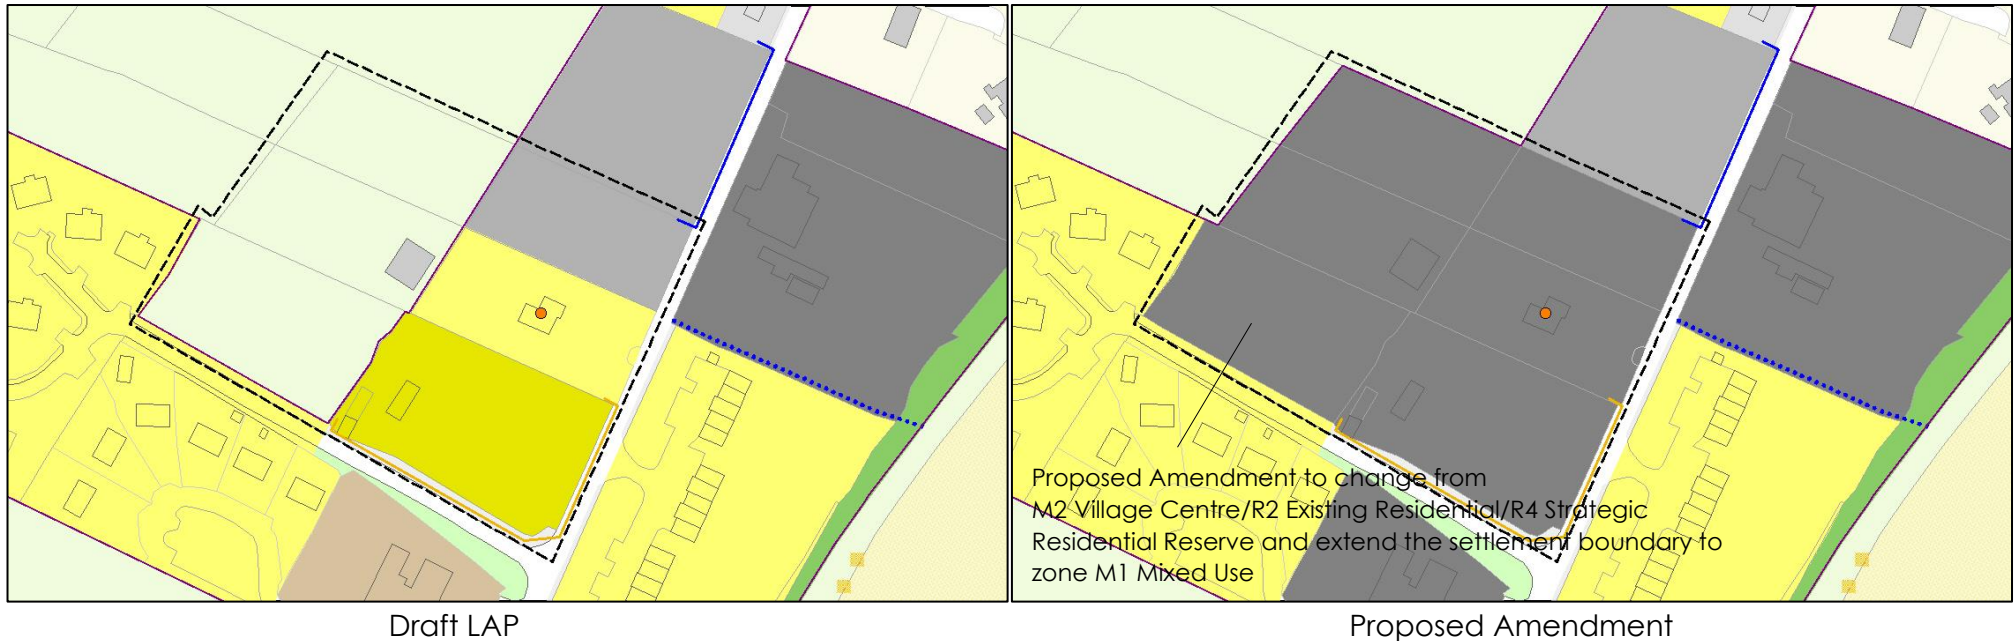 Proposed Amendment to change from
M2 Village Centre/R2 Existing Residential/R4 Strategic
Residential Reserve and extend the settlement boundary to
zone M1 Mixed Use
Draft LAP
Proposed Amendment